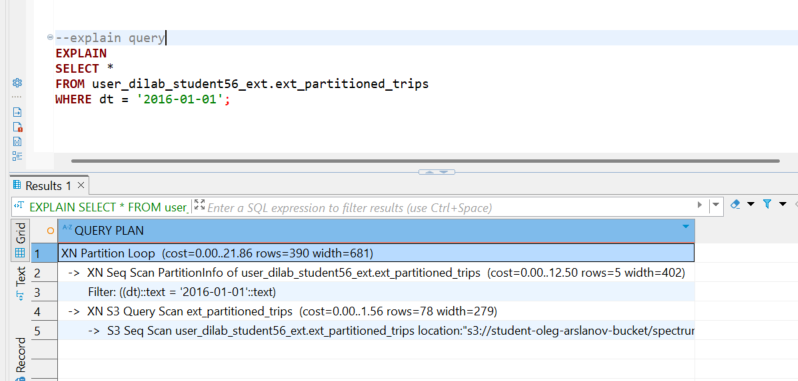 --explain query
EXPLAIN
SELECT *
FROM user_dilab_student56_ext.ext_partitioned_trips
WHERE dt = '2016-01-01';
Results 1
EXPLAIN SELECT * FROM user_
Enter a SQL expression to filter results (use Ctrl+Space)
Grid
Text
Record
A-Z QUERY PLAN
1 XN Partition Loop (cost=0.00..21.86 rows=390 width=681)
2 -> XN Seq Scan PartitionInfo of user_dilab_student56_ext.ext_partitioned_trips (cost=0.00..12.50 rows=5 width=402)
3 Filter: ((dt)::text = '2016-01-01'::text)
4 -> XN S3 Query Scan ext_partitioned_trips (cost=0.00..1.56 rows=78 width=279)
5 -> S3 Seq Scan user_dilab_student56_ext.ext_partitioned_trips location:"s3://student-oleg-arslanov-bucket/spectrur